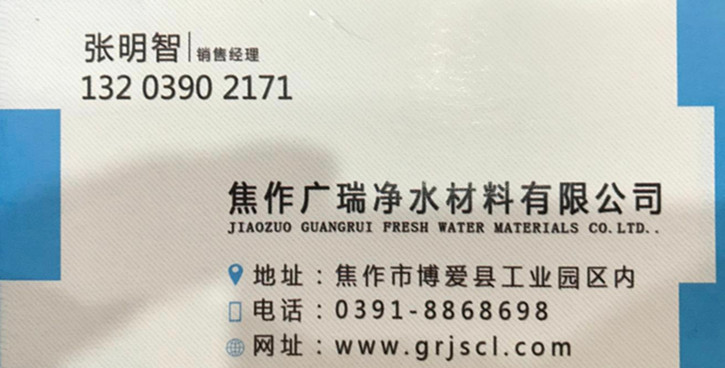 张明智|销售经理
132 0390 2171
焦作广瑞净水材料有限公司
JIAOZUO GUANGRUI FRESH WATER MATERIALS CO.LTD..
地址：焦作市博爱县工业园区内
电话：0391-8868698
网址：www.grjscl.com